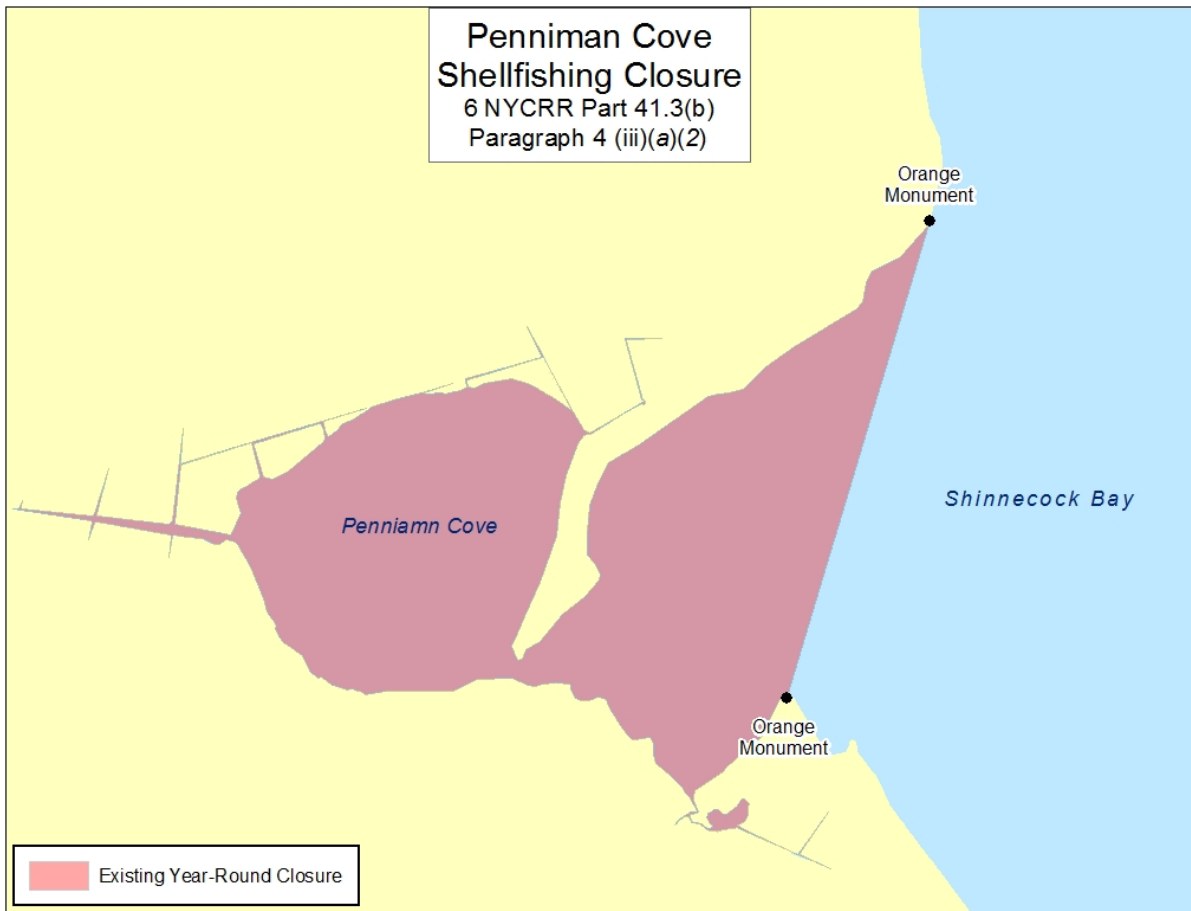 Penniman Cove
Shellfishing Closure
6 NYCRR Part 41.3(b)
Paragraph 4 (iii)(a)(2)
Orange
Monument
Shinnecock Bay
Penniamn Cove
Orange
Monument
Existing Year-Round Closure